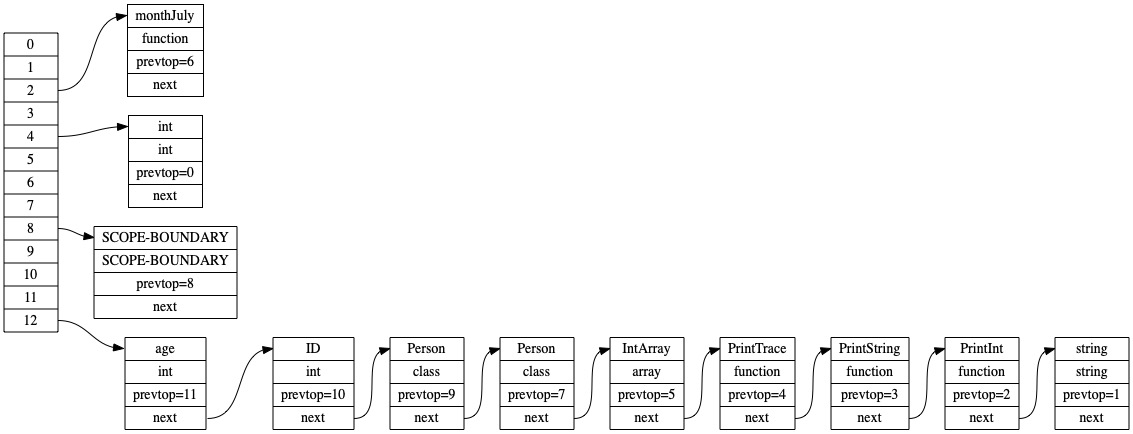 0
1
2
3
4
5
6
7
8
9
10
11
12
monthJuly
function
prevtop=6
next
int
int
prevtop=0
next
SCOPE-BOUNDARY
SCOPE-BOUNDARY
prevtop=8
next
age
int
prevtop=11
next
ID
int
prevtop=10
next
Person
class
prevtop=9
next
Person
class
prevtop=7
next
IntArray
array
prevtop=5
next
PrintTrace
function
prevtop=4
next
PrintString
function
prevtop=3
next
PrintInt
function
prevtop=2
next
string
string
prevtop=1
next